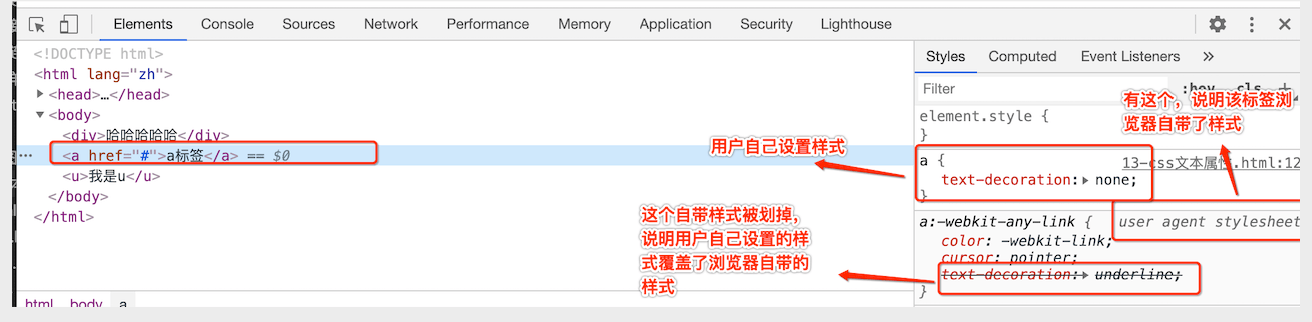 Elements Console Sources Network Performance Memory Application Security Lighthouse
<!DOCTYPE html>
<html lang="zh">
<head>…</head>
<body>
<div>哈哈哈哈哈</div>
<a href="#">a标签</a> == $0
<u>我是u</u>
</body>
</html>
html body a
Styles Computed Event Listeners »
Filter :hov .cls +
element.style {
}
a {
13-css文本属性.html:12
text-decoration: none;
}
a:-webkit-any-link {
user agent stylesheet
color: -webkit-link;
cursor: pointer;
text-decoration: underline;
}
用户自己设置样式
有这个，说明该标签浏
览器自带了样式
这个自带样式被划掉，
说明用户自己设置的样
式覆盖了浏览器自带的
样式